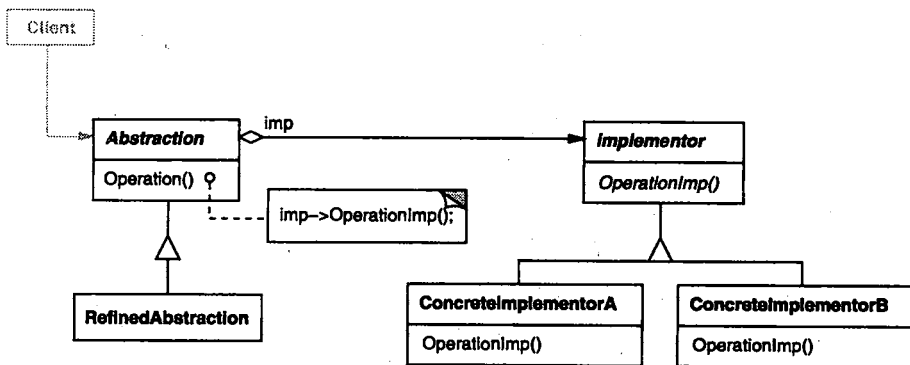 Client
imp
Abstraction
Implementor
Operation()
OperationImp()
imp->OperationImp();
RefinedAbstraction
ConcreteImplementorA
ConcreteImplementorB
OperationImp()
OperationImp()